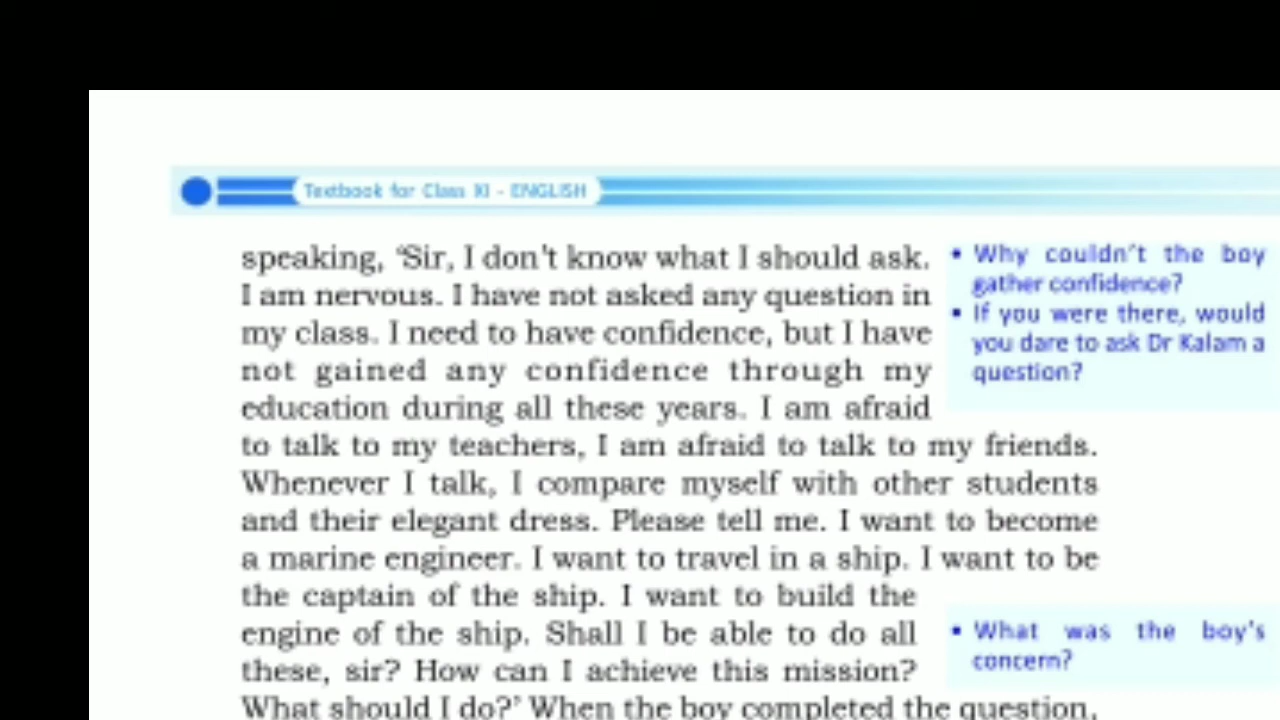 Textbook for Class XI - ENGLISH
speaking, 'Sir, I don't know what I should ask.
I am nervous. I have not asked any question in
my class. I need to have confidence, but I have
not gained any confidence through my
education during all these years. I am afraid
to talk to my teachers, I am afraid to talk to my friends.
Whenever I talk, I compare myself with other students
and their elegant dress. Please tell me. I want to become
a marine engineer. I want to travel in a ship. I want to be
the captain of the ship. I want to build the
engine of the ship. Shall I be able to do all
these, sir? How can I achieve this mission?
What should I do?' When the boy completed the question,
▪ Why couldn't the boy
gather confidence?
▪ If you were there, would
you dare to ask Dr Kalam a
question?
▪ What was the boy's
concern?